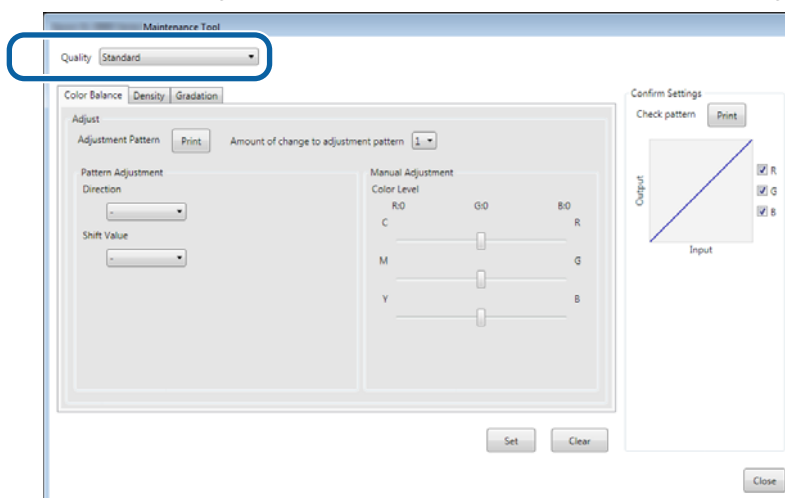 Maintenance Tool
Quality Standard
Color Balance Density Gradation
Adjust
Adjustment Pattern Print Amount of change to adjustment pattern 1
Pattern Adjustment
Direction
-
Shift Value
-
Manual Adjustment
Color Level
R:0 G:0 B:0
C R
M G
Y B
Set Clear
Confirm Settings
Check pattern Print
Output
Input
R
G
B
Close